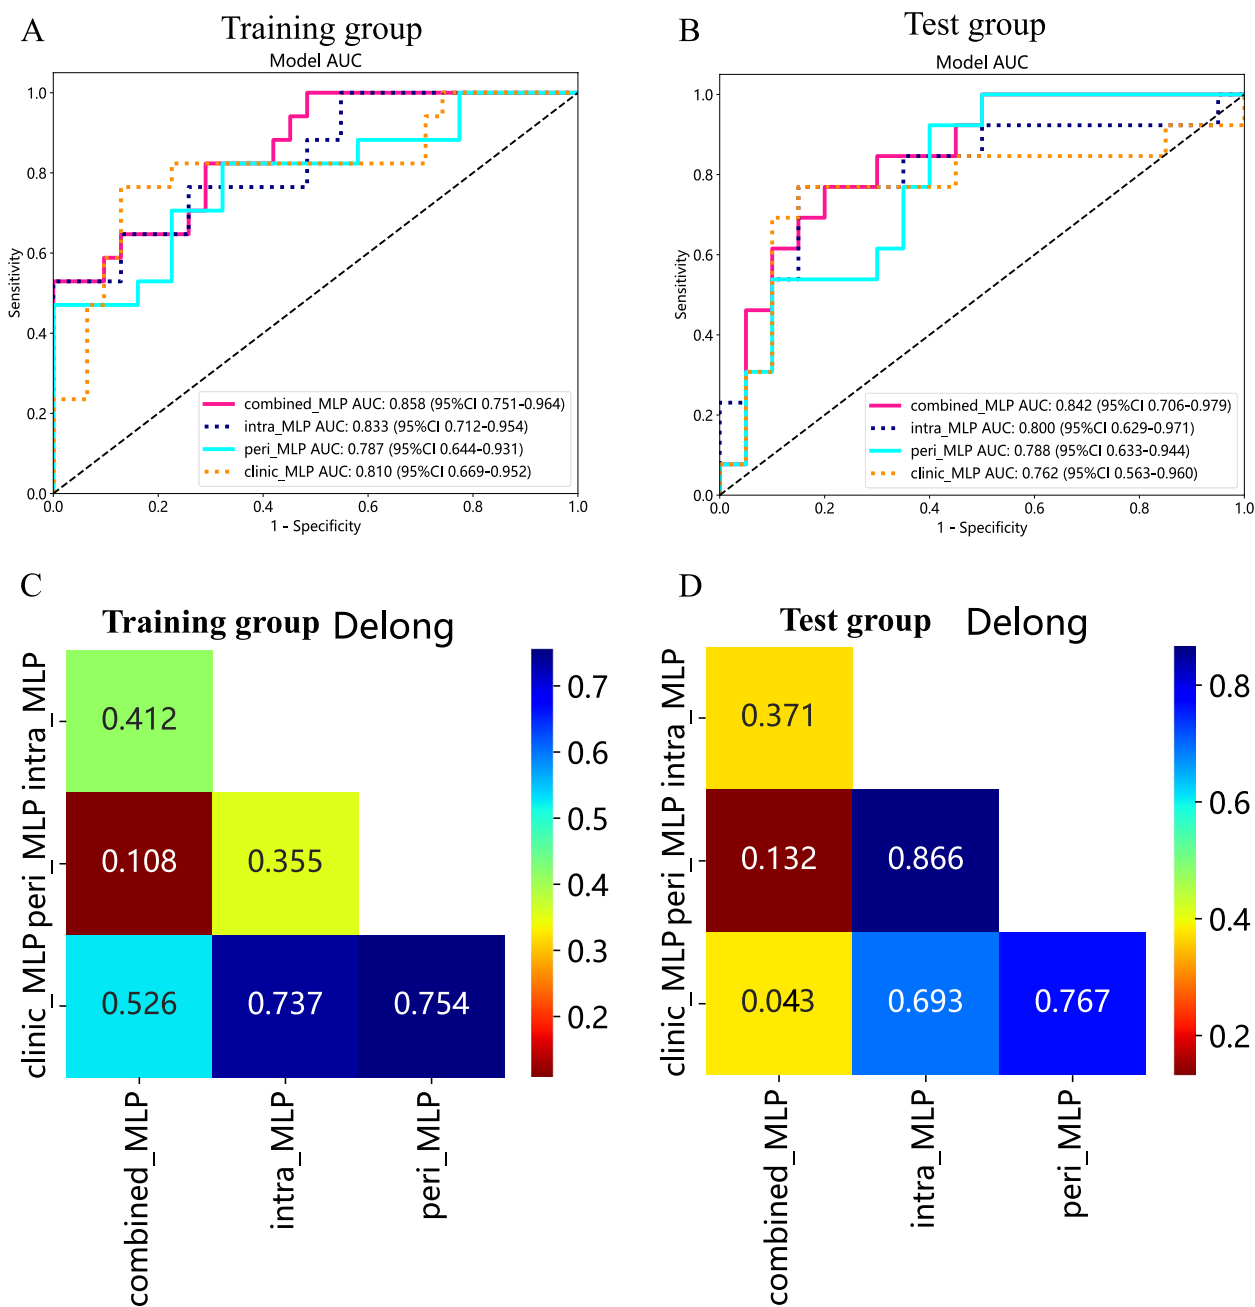 A
Training group
Model AUC
1.0
0.8
0.6
0.4
0.2
0.0
Sensitivity
0.0 0.2 0.4 0.6 0.8 1.0
1 - Specificity
combined_MLP AUC: 0.858 (95%CI 0.751-0.964)
intra_MLP AUC: 0.833 (95%CI 0.712-0.954)
peri_MLP AUC: 0.787 (95%CI 0.644-0.931)
clinic_MLP AUC: 0.810 (95%CI 0.669-0.952)
B
Test group
Model AUC
1.0
0.8
0.6
0.4
0.2
0.0
Sensitivity
0.0 0.2 0.4 0.6 0.8 1.0
1 - Specificity
combined_MLP AUC: 0.842 (95%CI 0.706-0.979)
intra_MLP AUC: 0.800 (95%CI 0.629-0.971)
peri_MLP AUC: 0.788 (95%CI 0.633-0.944)
clinic_MLP AUC: 0.762 (95%CI 0.563-0.960)
C
Training group Delong
intra_MLP
0.412
peri_MLP
0.108 0.355
clinic_MLP
0.526 0.737 0.754
combined_MLP
intra_MLP
peri_MLP
0.7
0.6
0.5
0.4
0.3
0.2
D
Test group Delong
intra_MLP
0.371
peri_MLP
0.132 0.866
clinic_MLP
0.043 0.693 0.767
combined_MLP
intra_MLP
peri_MLP
0.8
0.6
0.4
0.2